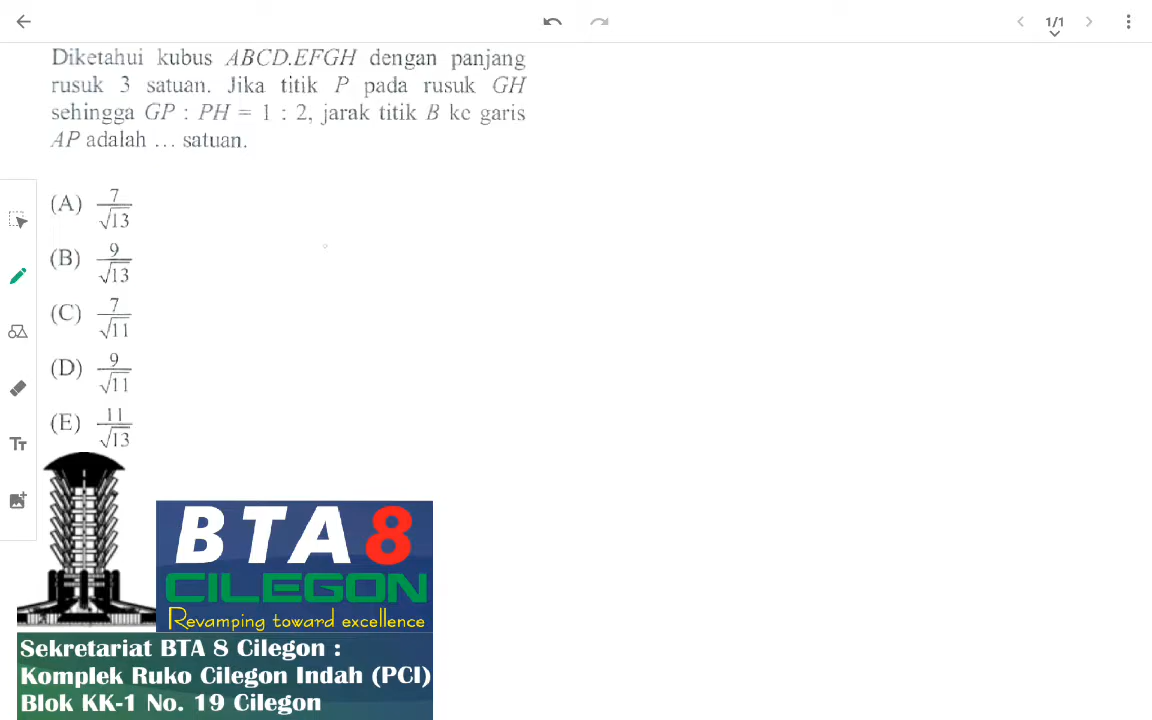 1/1
Diketahui kubus ABCD.EFGH dengan panjang
rusuk 3 satuan. Jika titik P pada rusuk GH
sehingga GP : PH = 1 : 2, jarak titik B ke garis
AP adalah ... satuan.
(A) 7/√13
(B) 9/√13
(C) 7/√11
(D) 9/√11
(E) 11/√13
Tт
BTA 8
CILEGON
Revamping toward excellence
Sekretariat BTA 8 Cilegon :
Komplek Ruko Cilegon Indah (PCI)
Blok KK-1 No. 19 Cilegon